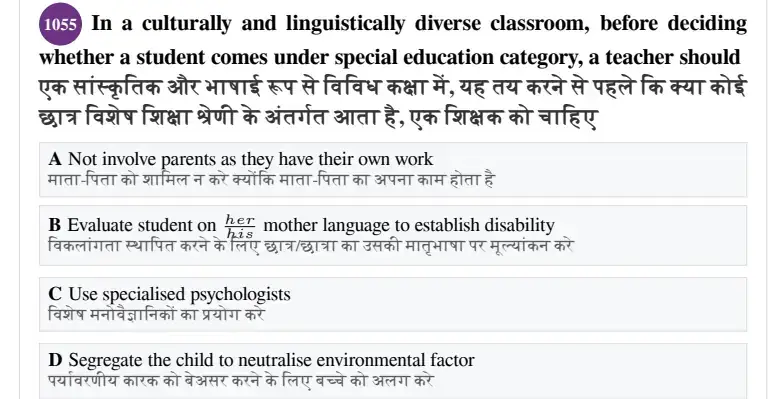 1055 In a culturally and linguistically diverse classroom, before deciding
whether a student comes under special education category, a teacher should
एक सांस्कृतिक और भाषाई रूप से विविध कक्षा में, यह तय करने से पहले कि क्या कोई
छात्र विशेष शिक्षा श्रेणी के अंतर्गत आता है, एक शिक्षक को चाहिए
A Not involve parents as they have their own work
माता-पिता को शामिल न करें क्योंकि माता-पिता का अपना काम होता है
B Evaluate student on her/his mother language to establish disability
विकलांगता स्थापित करने के लिए छात्र/छात्रा का उसकी मातृभाषा पर मूल्यांकन करें
C Use specialised psychologists
विशेष मनोवैज्ञानिकों का प्रयोग करें
D Segregate the child to neutralise environmental factor
पर्यावरणीय कारक को बेअसर करने के लिए बच्चे को अलग करें